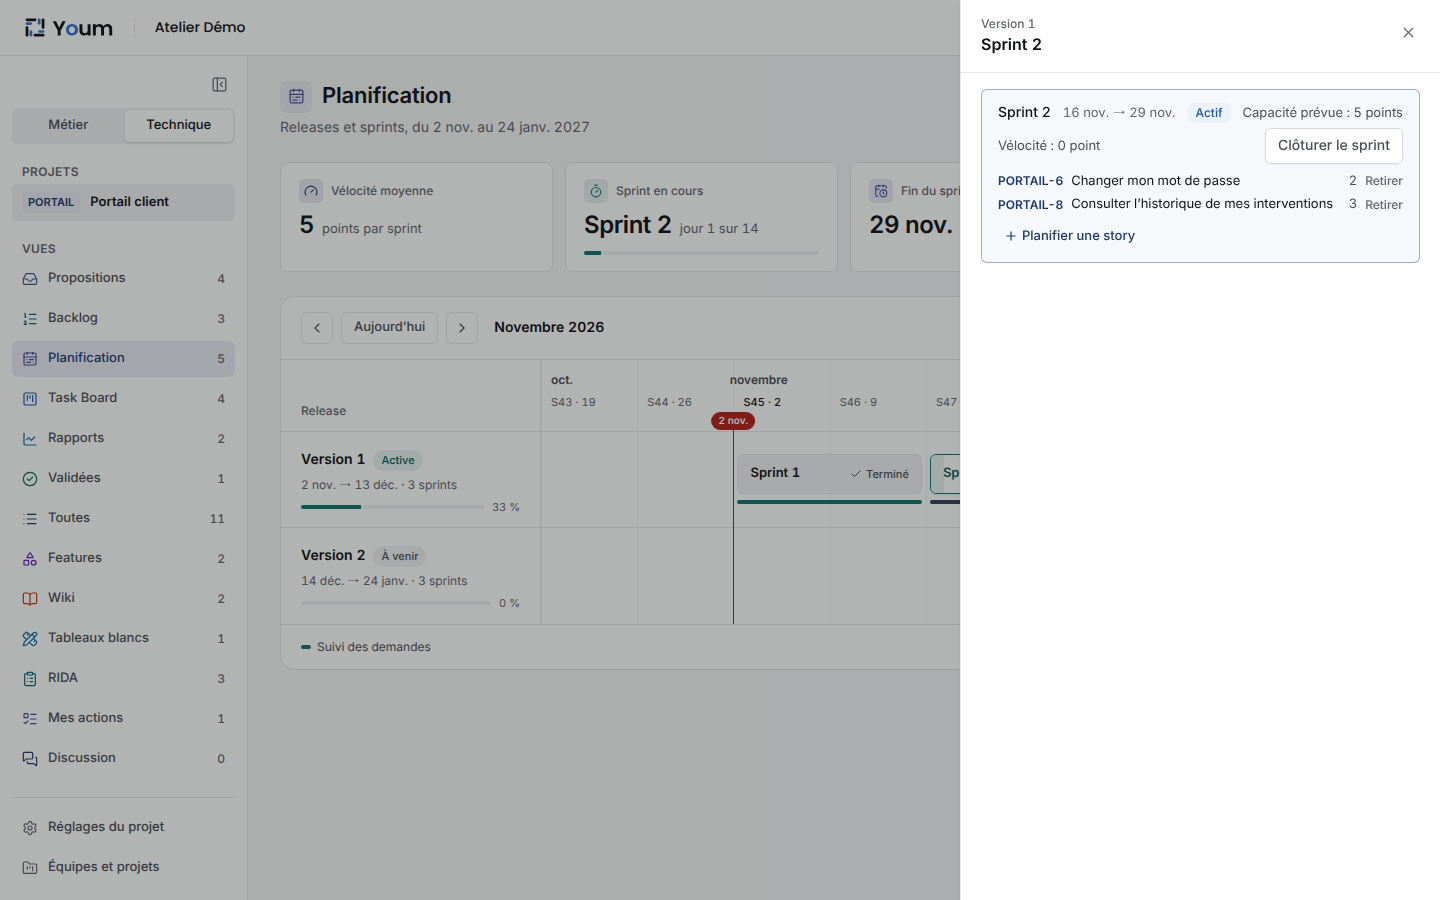 Youm
Atelier Démo
Métier
Technique
PROJETS
PORTAIL Portail client
VUES
Propositions 4
Backlog 3
Planification 5
Task Board 4
Rapports 2
Validées 1
Toutes 11
Features 2
Wiki 2
Tableaux blancs 1
RIDA 3
Mes actions 1
Discussion 0
Réglages du projet
Équipes et projets
Planification
Releases et sprints, du 2 nov. au 24 janv. 2027
Vélocité moyenne
5 points par sprint
Sprint en cours
Sprint 2 jour 1 sur 14
Fin du spri
29 nov.
Aujourd’hui
Novembre 2026
oct.
novembre
Release
S43 · 19
S44 · 26
S45 · 2
S46 · 9
S47
2 nov.
Version 1 Active
2 nov. → 13 déc. · 3 sprints
33 %
Sprint 1
Terminé
Sp
Version 2 À venir
14 déc. → 24 janv. · 3 sprints
0 %
Suivi des demandes
Version 1
Sprint 2
Sprint 2 16 nov. → 29 nov. Actif Capacité prévue : 5 points
Vélocité : 0 point
Clôturer le sprint
PORTAIL-6 Changer mon mot de passe 2 Retirer
PORTAIL-8 Consulter l’historique de mes interventions 3 Retirer
+ Planifier une story